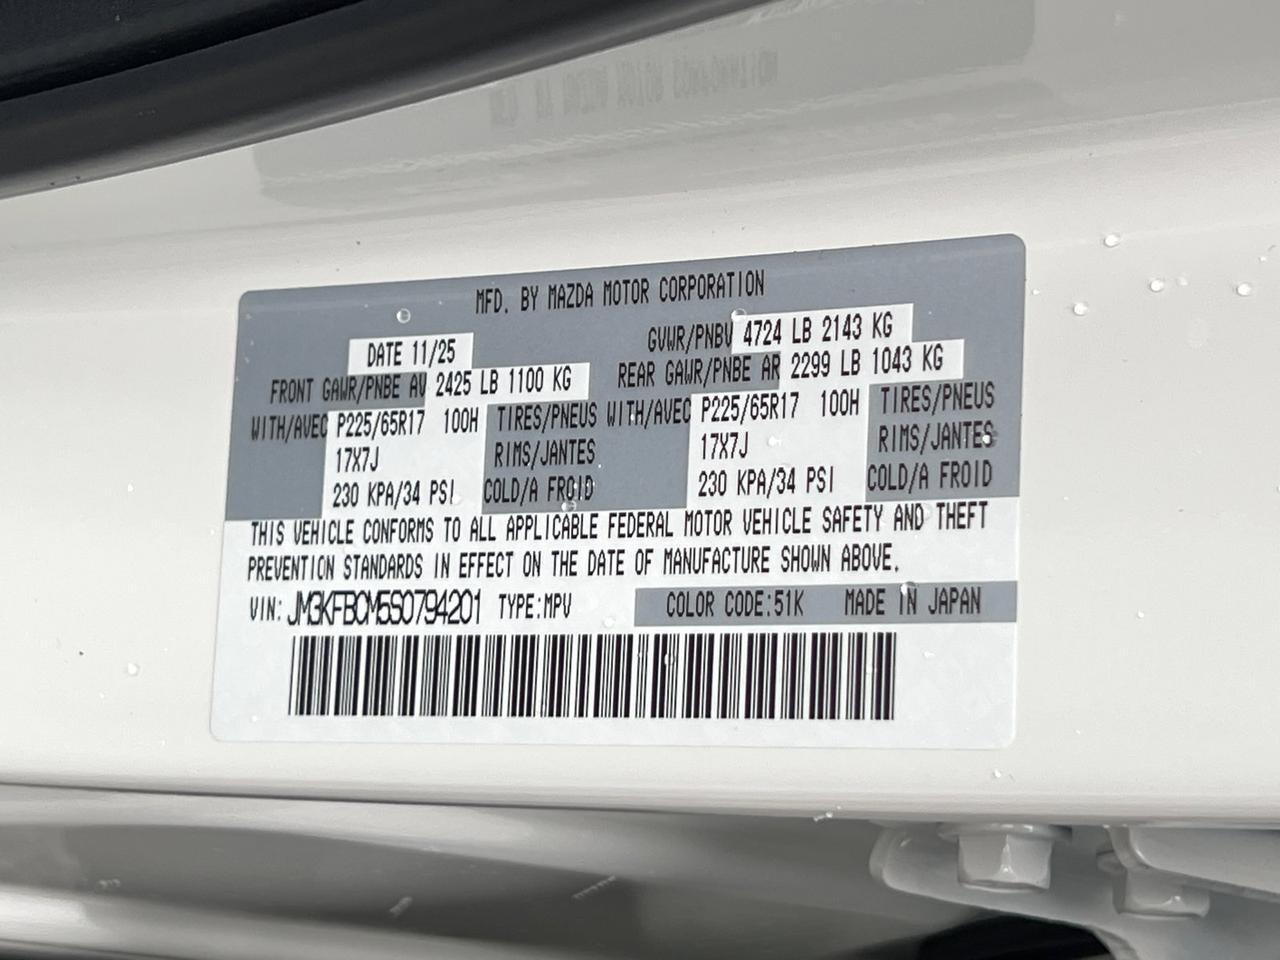 MFD. BY MAZDA MOTOR CORPORATION
DATE 11/25 GVWR/PNBV 4724 LB 2143 KG
FRONT GAWR/PNBE AV 2425 LB 1100 KG REAR GAWR/PNBE AR 2299 LB 1043 KG
WITH/AVEC P225/65R17 100H TIRES/PNEUS WITH/AVEC P225/65R17 100H TIRES/PNEUS
17X7J RIMS/JANTES 17X7J RIMS/JANTES
230 KPA/34 PSI COLD/A FROID 230 KPA/34 PSI COLD/A FROID
THIS VEHICLE CONFORMS TO ALL APPLICABLE FEDERAL MOTOR VEHICLE SAFETY AND THEFT
PREVENTION STANDARDS IN EFFECT ON THE DATE OF MANUFACTURE SHOWN ABOVE.
VIN: JM3KFBCM5S0794201 TYPE:MPV COLOR CODE:51K MADE IN JAPAN